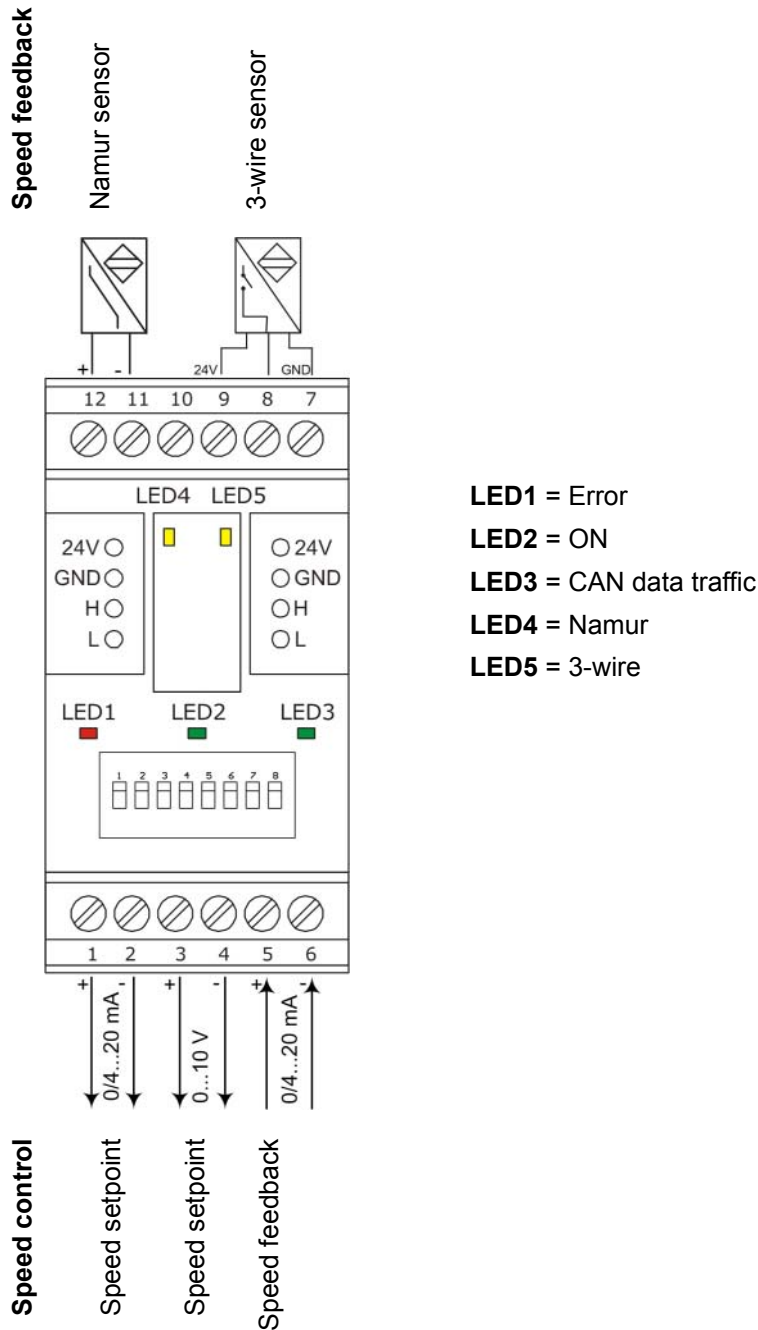 Speed feedback
Namur sensor
3-wire sensor
+ - 24V GND
12 11 10 9 8 7
LED4 LED5
24V 24V
GND GND
H H
L L
LED1 LED2 LED3
1 2 3 4 5 6 7 8
1 2 3 4 5 6
+ - + - + -
0/4...20 mA
0...10 V
0/4...20 mA
Speed control
Speed setpoint
Speed setpoint
Speed feedback
LED1 = Error
LED2 = ON
LED3 = CAN data traffic
LED4 = Namur
LED5 = 3-wire